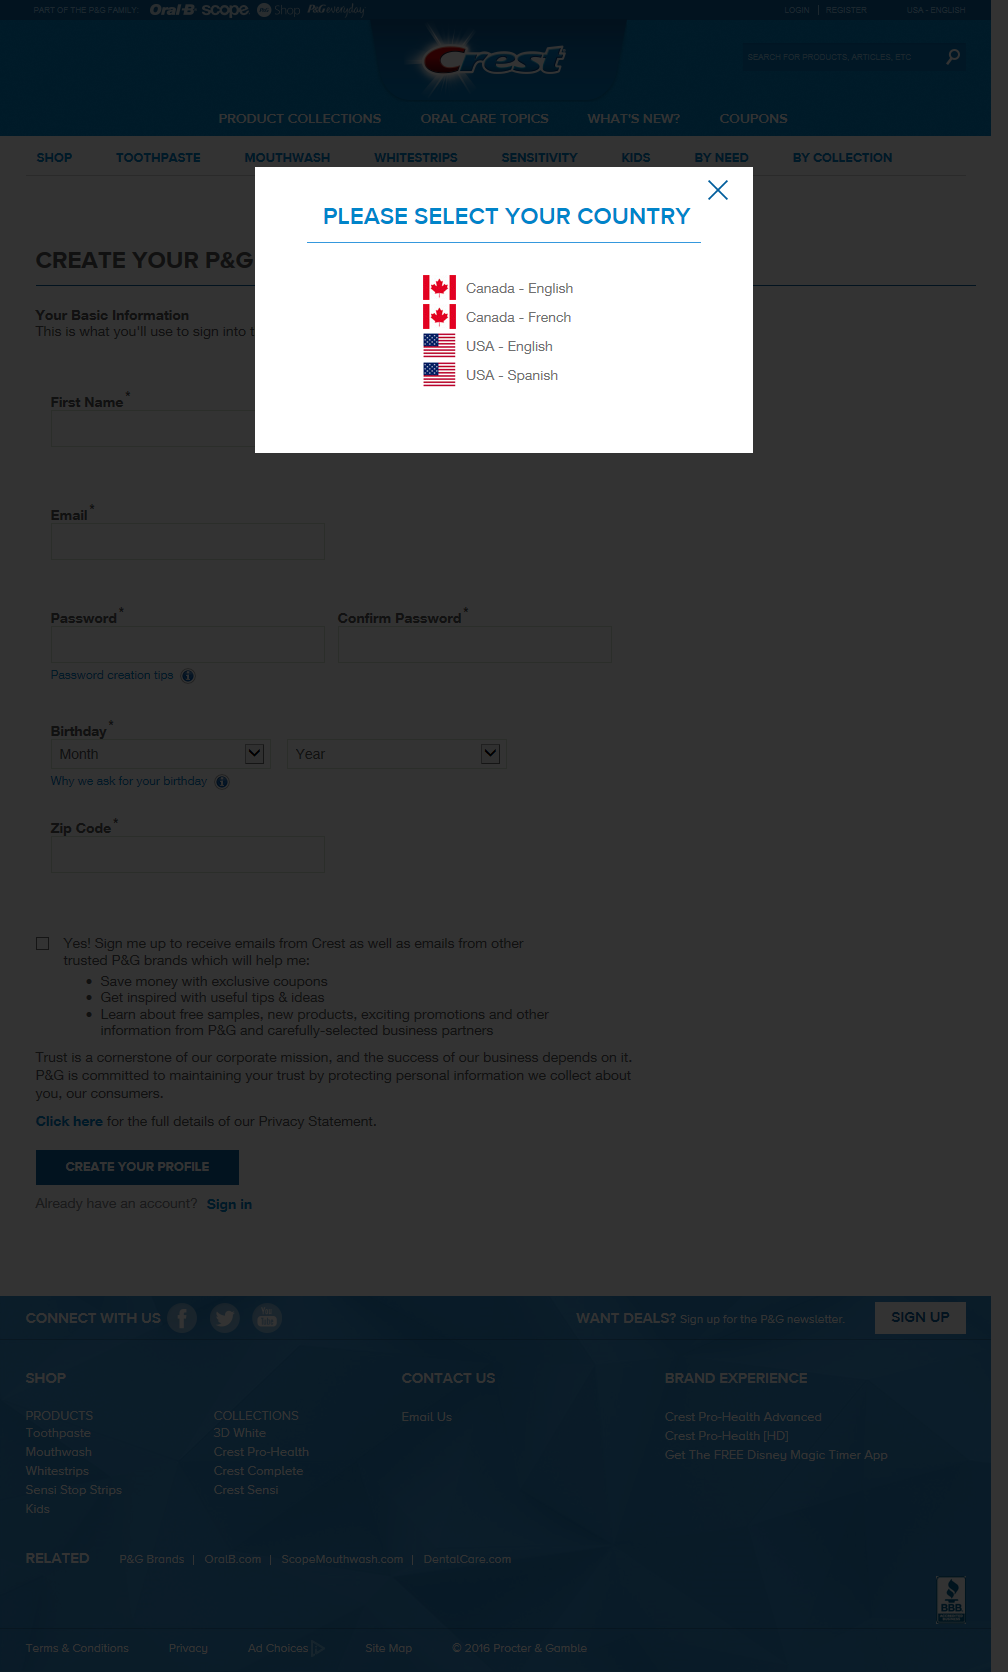 PART OF THE P&G FAMILY: Oral-B scope P&G Shop P&G everyday LOGIN | REGISTER USA - ENGLISH
Crest
SEARCH FOR PRODUCTS, ARTICLES, ETC
PRODUCT COLLECTIONS ORAL CARE TOPICS WHAT'S NEW? COUPONS
SHOP TOOTHPASTE MOUTHWASH WHITESTRIPS SENSITIVITY KIDS BY NEED BY COLLECTION
PLEASE SELECT YOUR COUNTRY
Canada - English
Canada - French
USA - English
USA - Spanish
CREATE YOUR P&G
Your Basic Information
This is what you'll use to sign into
First Name*
Email*
Password* Confirm Password*
Password creation tips
Birthday*
Month Year
Why we ask for your birthday
Zip Code*
Yes! Sign me up to receive emails from Crest as well as emails from other
trusted P&G brands which will help me:
• Save money with exclusive coupons
• Get inspired with useful tips & ideas
• Learn about free samples, new products, exciting promotions and other
information from P&G and carefully-selected business partners
Trust is a cornerstone of our corporate mission, and the success of our business depends on it.
P&G is committed to maintaining your trust by protecting personal information we collect about
you, our consumers.
Click here for the full details of our Privacy Statement.
CREATE YOUR PROFILE
Already have an account? Sign in
CONNECT WITH US You Tube WANT DEALS? Sign up for the P&G newsletter. SIGN UP
SHOP CONTACT US BRAND EXPERIENCE
PRODUCTS COLLECTIONS Email Us Crest Pro-Health Advanced
Toothpaste 3D White Crest Pro-Health [HD]
Mouthwash Crest Pro-Health Get The FREE Disney Magic Timer App
Whitestrips Crest Complete
Sensi Stop Strips Crest Sensi
Kids
RELATED P&G Brands | OralB.com | ScopeMouthwash.com | DentalCare.com
BBB
Terms & Conditions Privacy Ad Choices Site Map © 2016 Procter & Gamble